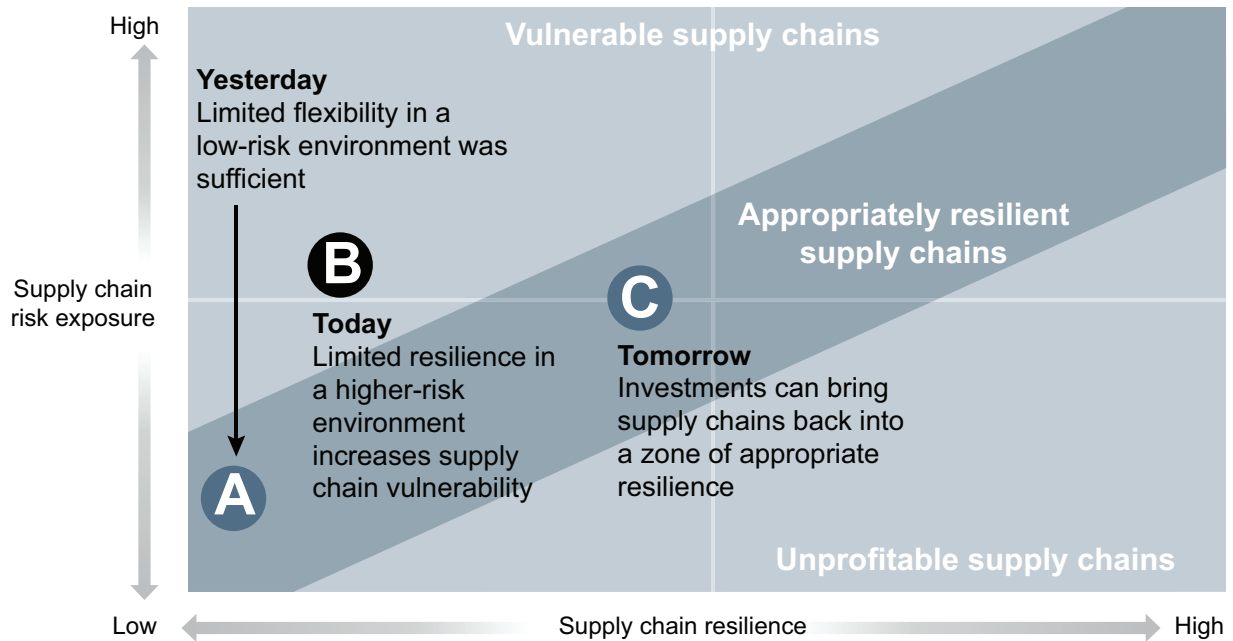 High
Vulnerable supply chains
Yesterday
Limited flexibility in a
low-risk environment was
sufficient
Appropriately resilient
supply chains
B
Supply chain
risk exposure
C
Today
Limited resilience in
a higher-risk
environment
increases supply
chain vulnerability
Tomorrow
Investments can bring
supply chains back into
a zone of appropriate
resilience
A
Unprofitable supply chains
Low
Supply chain resilience
High